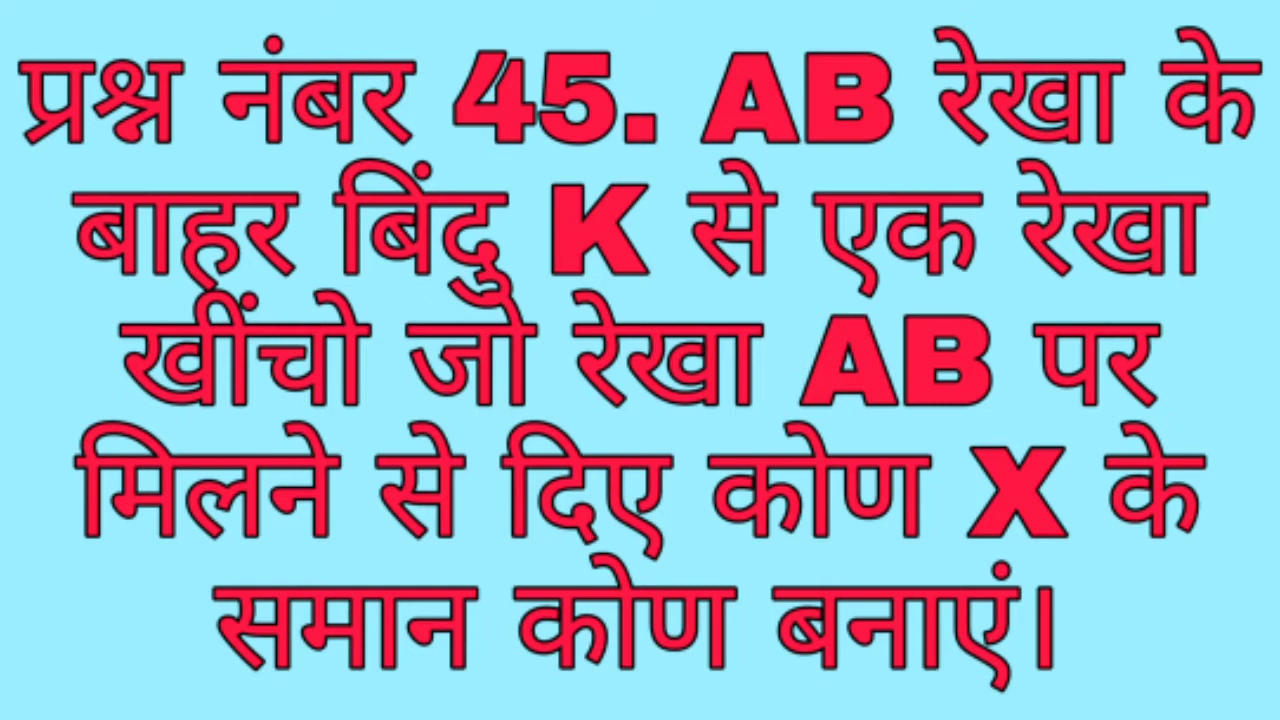 प्रश्न नंबर 45. AB रेखा के
बाहर बिंदु K से एक रेखा
खींचो जो रेखा AB पर
मिलने से दिए कोण X के
समान कोण बनाएं।